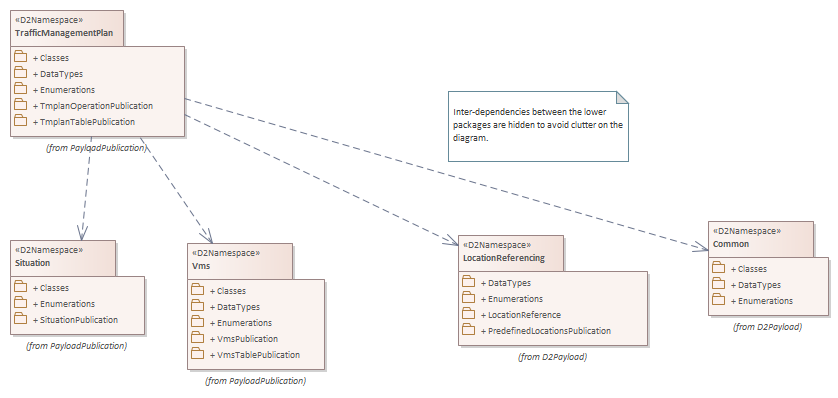 «D2Namespace»
TrafficManagementPlan
+ Classes
+ DataTypes
+ Enumerations
+ TmplanOperationPublication
+ TmplanTablePublication
(from PayloadPublication)
Inter-dependencies between the lower
packages are hidden to avoid clutter on the
diagram.
«D2Namespace»
Situation
+ Classes
+ Enumerations
+ SituationPublication
(from PayloadPublication)
«D2Namespace»
Vms
+ Classes
+ DataTypes
+ Enumerations
+ VmsPublication
+ VmsTablePublication
(from PayloadPublication)
«D2Namespace»
LocationReferencing
+ DataTypes
+ Enumerations
+ LocationReference
+ PredefinedLocationsPublication
(from D2Payload)
«D2Namespace»
Common
+ Classes
+ DataTypes
+ Enumerations
(from D2Payload)